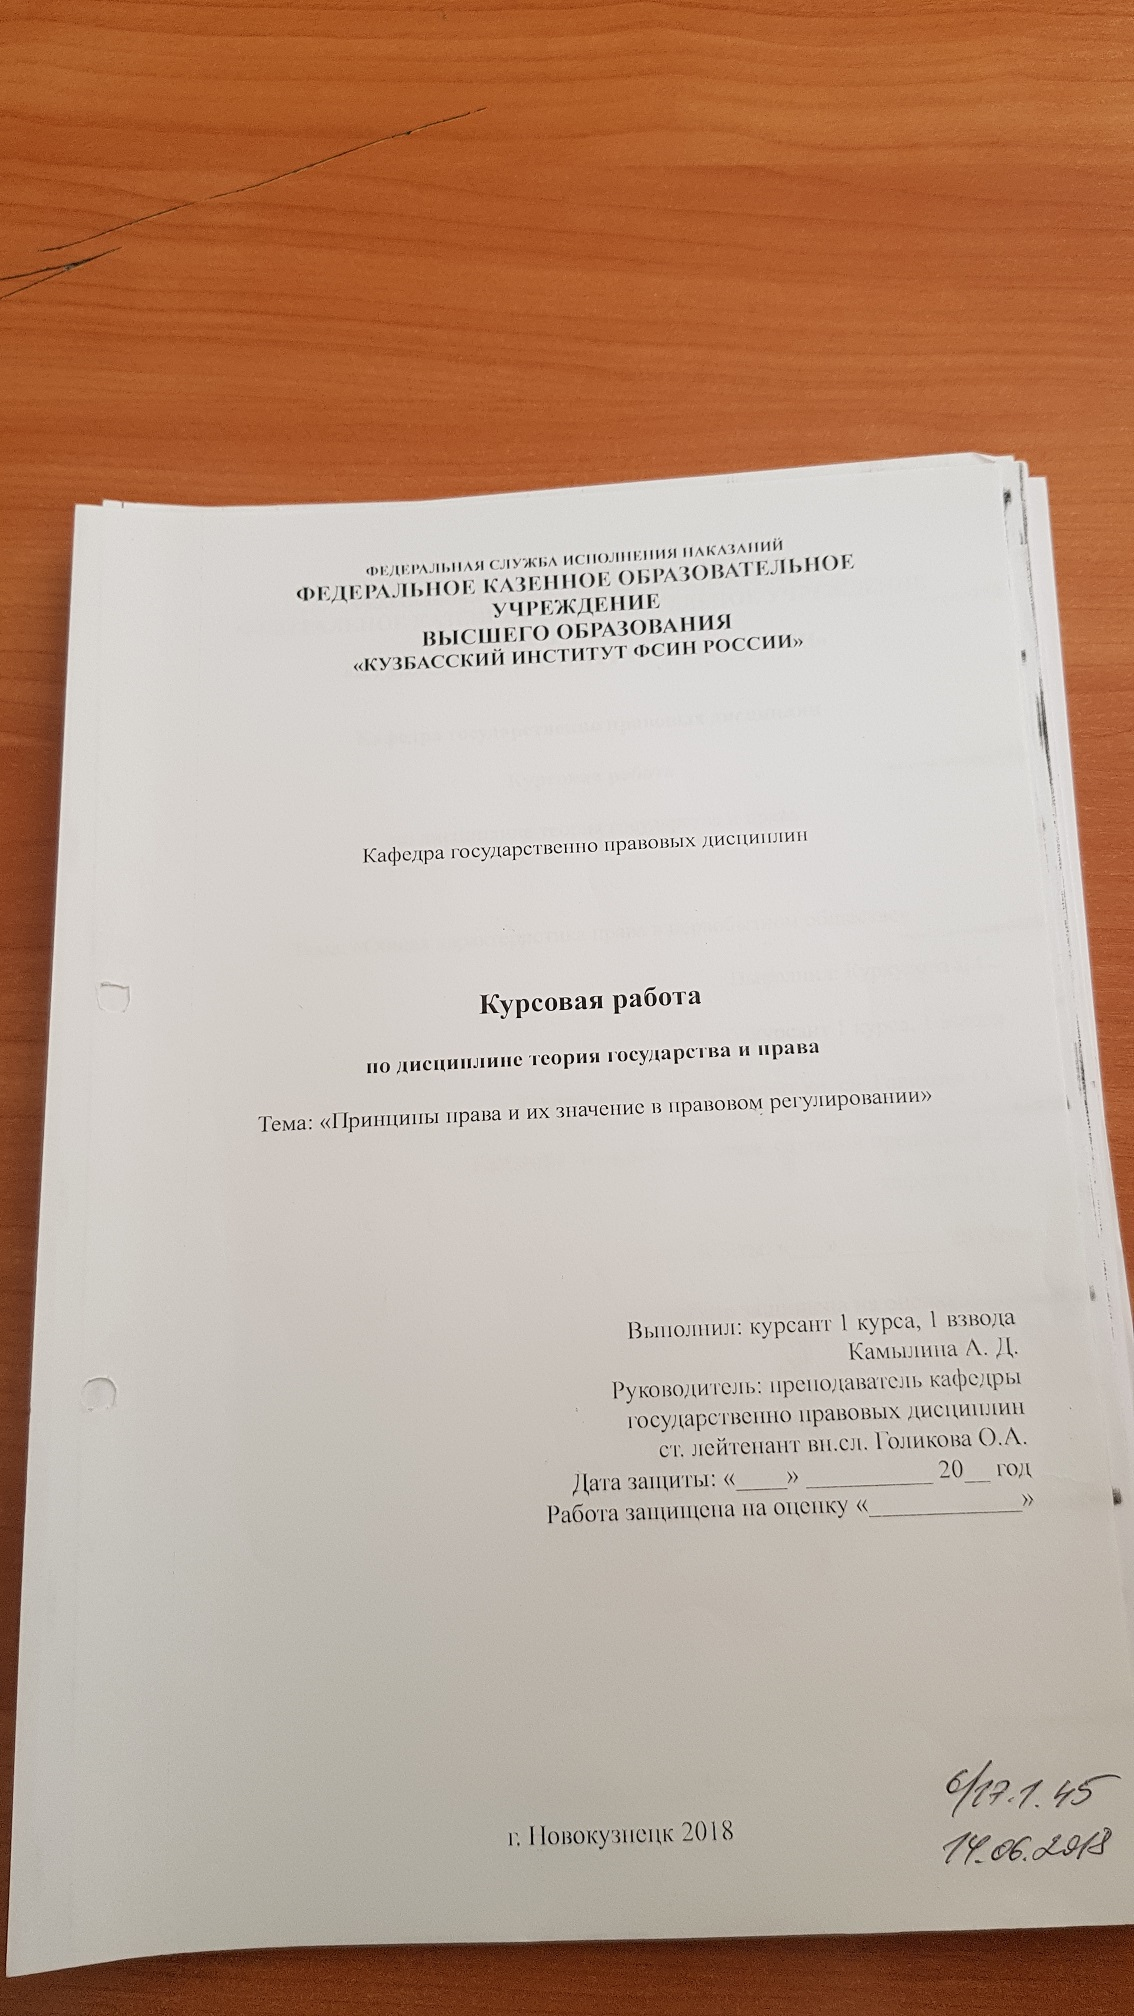 ФЕДЕРАЛЬНАЯ СЛУЖБА ИСПОЛНЕНИЯ НАКАЗАНИЙ
ФЕДЕРАЛЬНОЕ КАЗЕННОЕ ОБРАЗОВАТЕЛЬНОЕ
УЧРЕЖДЕНИЕ
ВЫСШЕГО ОБРАЗОВАНИЯ
«КУЗБАССКИЙ ИНСТИТУТ ФСИН РОССИИ»
Кафедра государственно правовых дисциплин
Курсовая работа
по дисциплине теория государства и права
Тема: «Принципы права и их значение в правовом регулировании»
Выполнил: курсант 1 курса, 1 взвода
Камылина А. Д.
Руководитель: преподаватель кафедры
государственно правовых дисциплин
ст. лейтенант вн.сл. Голикова О.А.
Дата защиты: «____» __________ 20__ год
Работа защищена на оценку «____________»
6/17.1.45
14.06.2018
г. Новокузнецк 2018